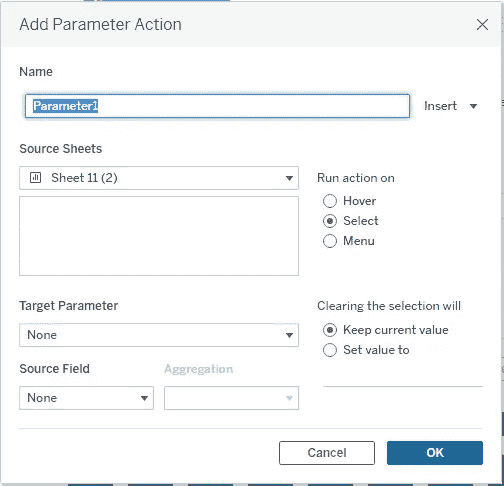 Add Parameter Action
Name
Parameter1
Insert
Source Sheets
Sheet 11 (2)
Run action on
Hover
Select
Menu
Target Parameter
None
Clearing the selection will
Keep current value
Set value to
Source Field
Aggregation
None
Cancel
OK